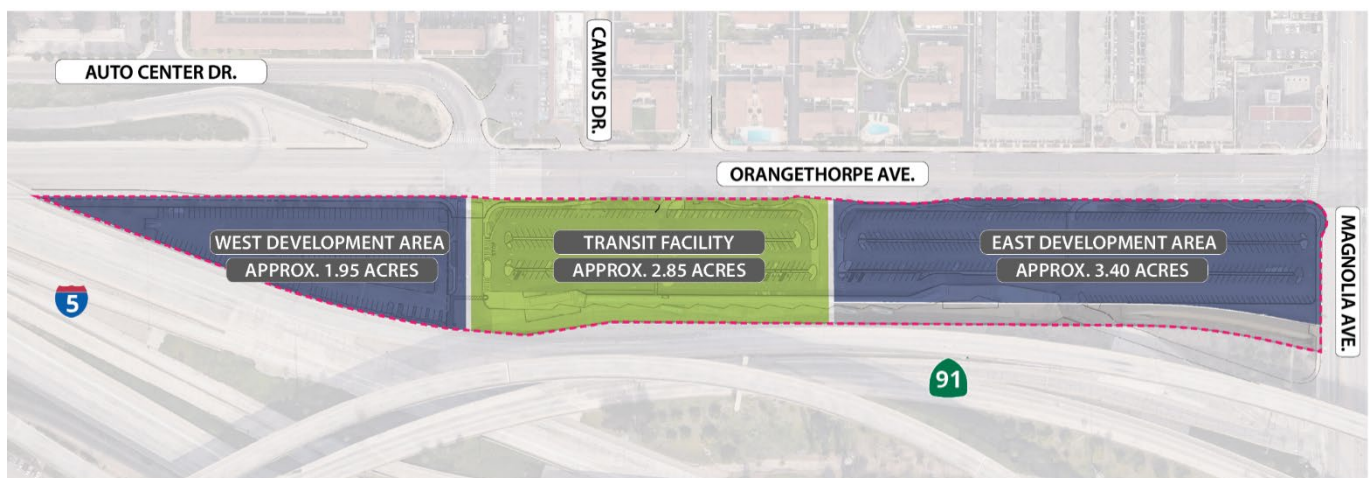 AUTO CENTER DR.
CAMPUS DR.
ORANGETHORPE AVE.
WEST DEVELOPMENT AREA
APPROX. 1.95 ACRES
TRANSIT FACILITY
APPROX. 2.85 ACRES
EAST DEVELOPMENT AREA
APPROX. 3.40 ACRES
MAGNOLIA AVE.
5
91